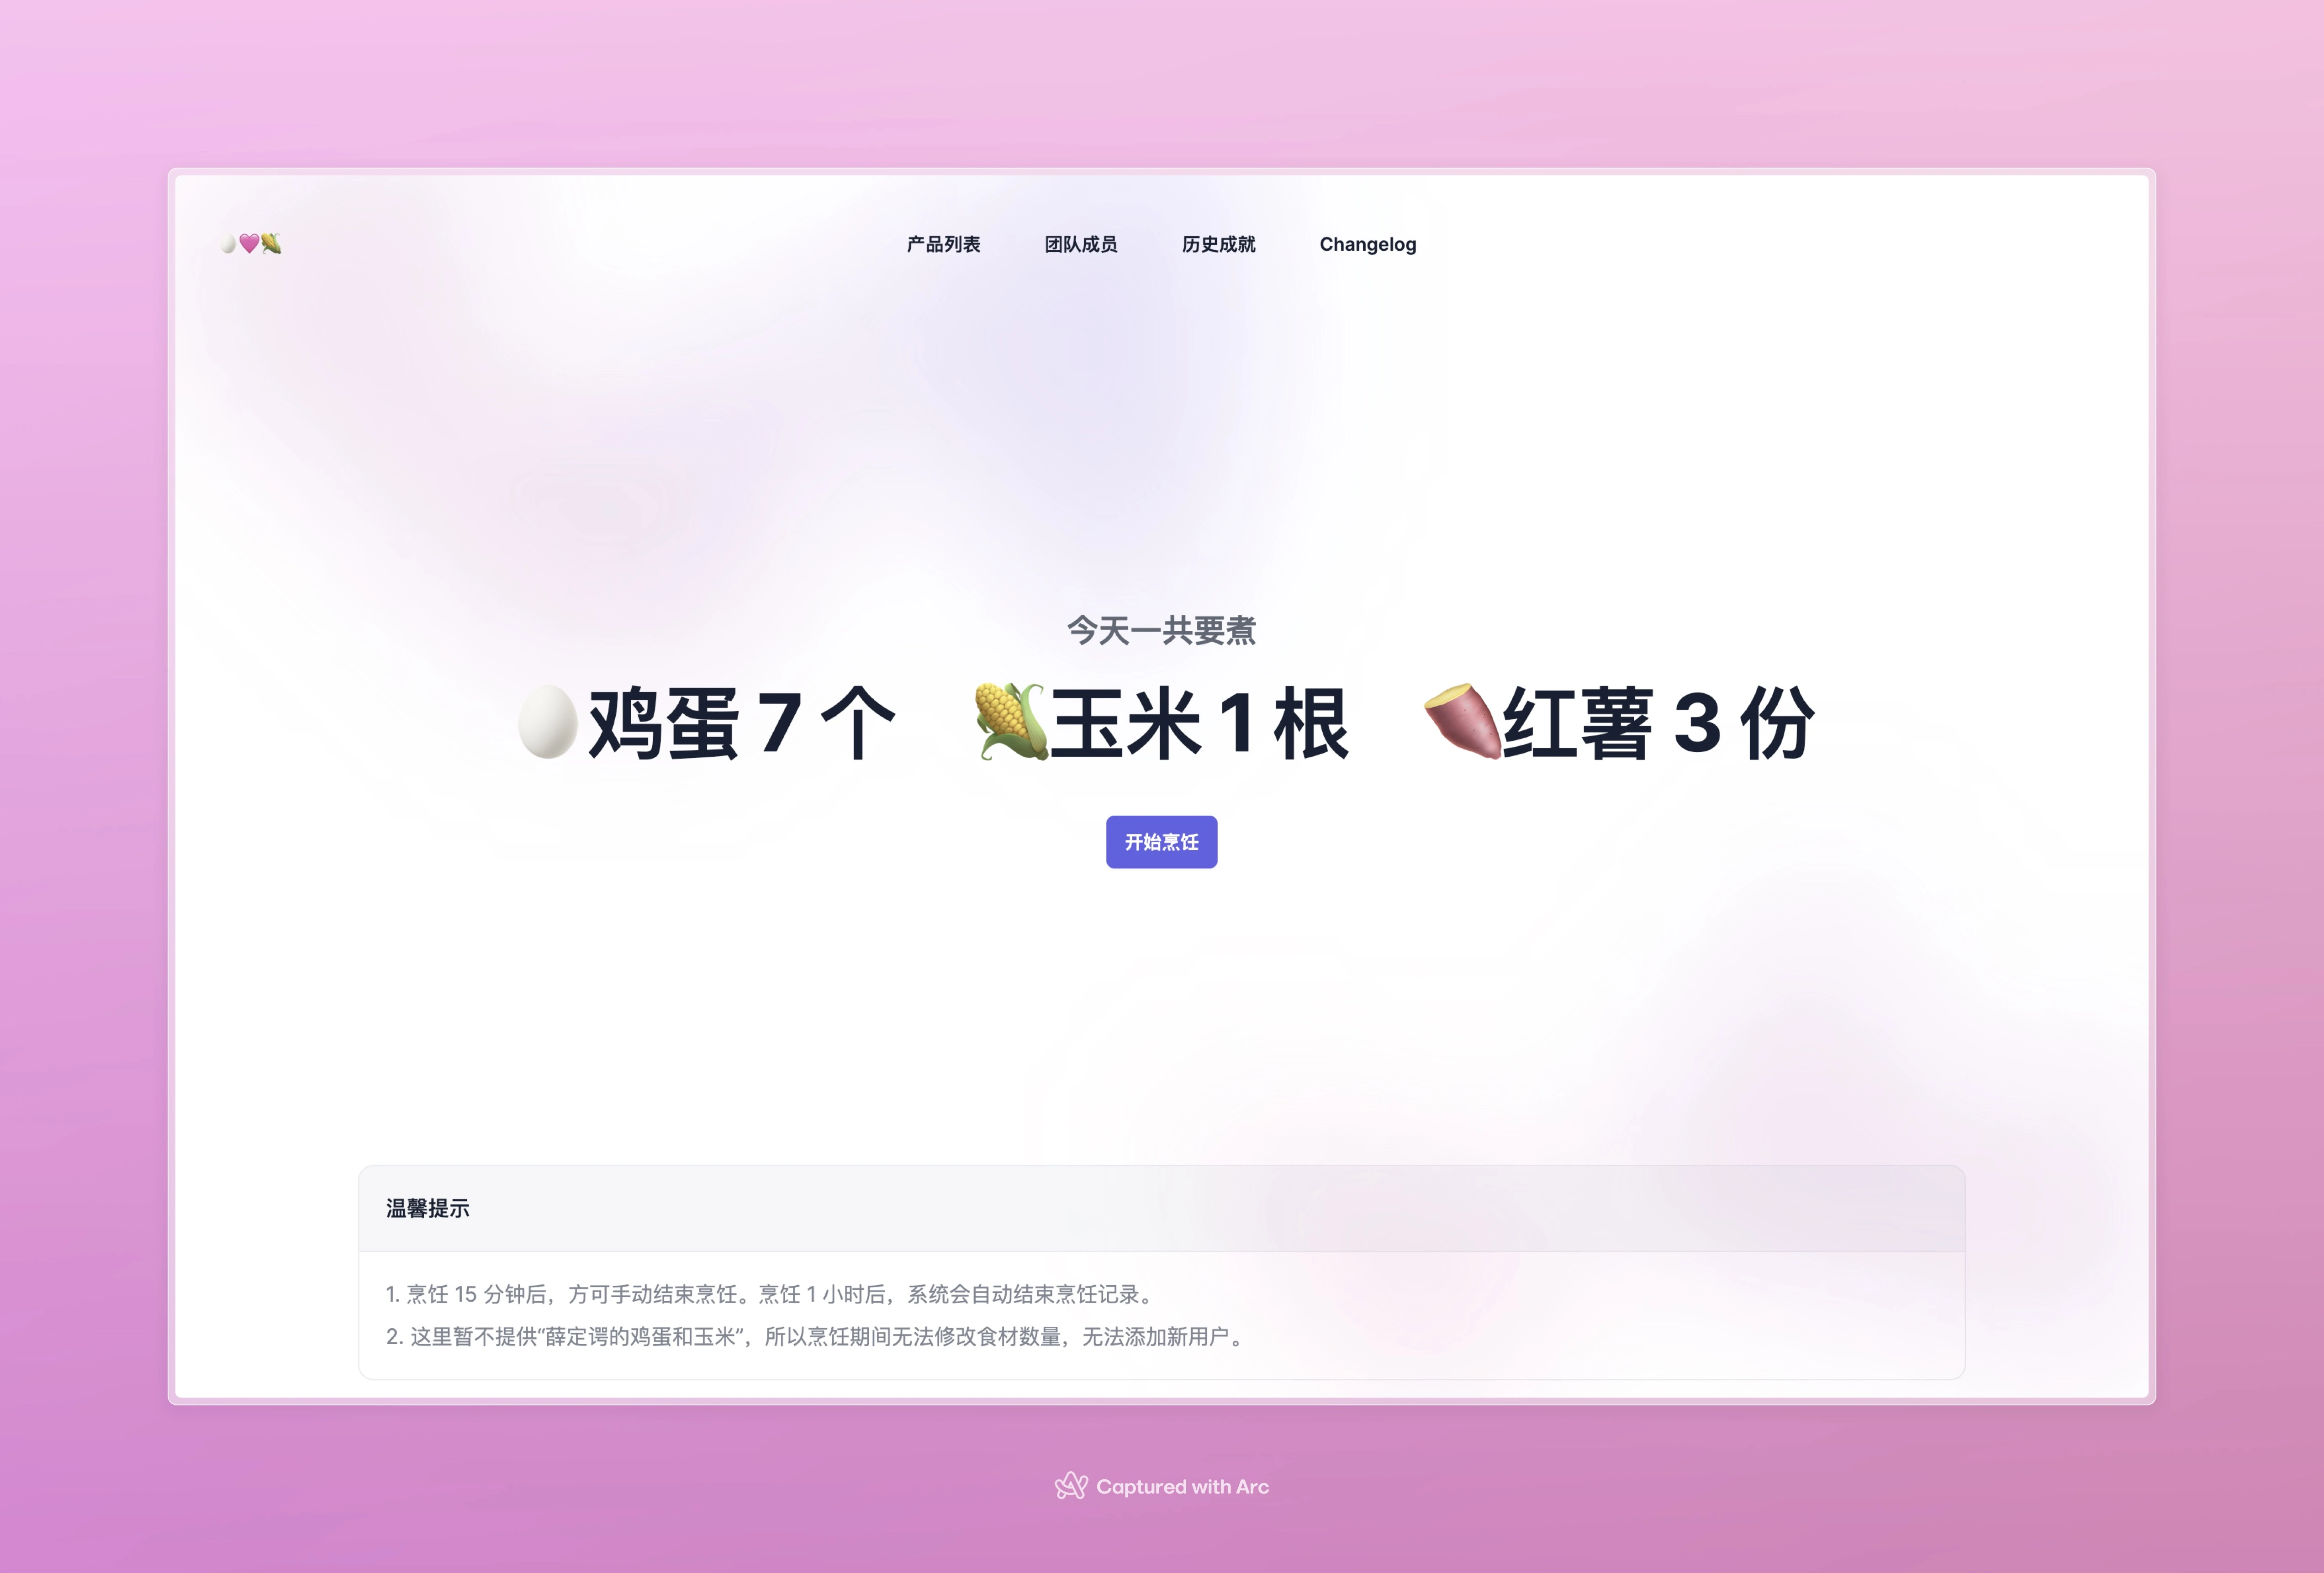 产品列表 团队成员 历史成就 Changelog
今天一共要煮
鸡蛋 7 个 玉米 1 根 红薯 3 份
开始烹饪
温馨提示
1. 烹饪 15 分钟后，方可手动结束烹饪。烹饪 1 小时后，系统会自动结束烹饪记录。
2. 这里暂不提供“薛定谔的鸡蛋和玉米”，所以烹饪期间无法修改食材数量，无法添加新用户。
Captured with Arc